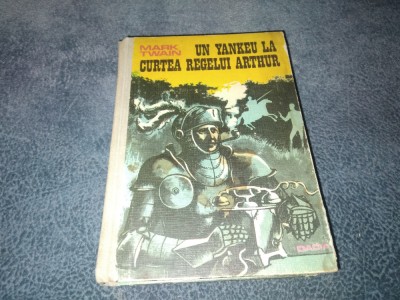 MARK
TWAIN
UN YANKEU LA
CURTEA REGELUI ARTHUR